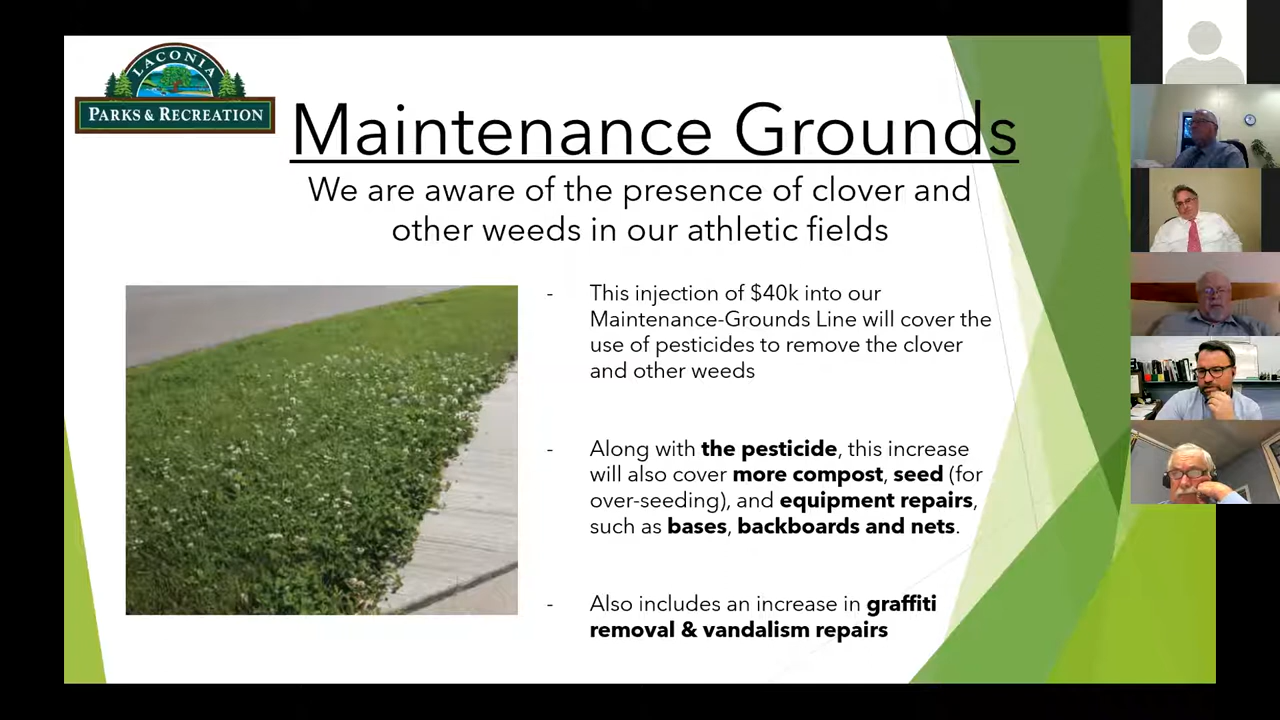 LACONIA
PARKS & RECREATION
Maintenance Grounds
We are aware of the presence of clover and
other weeds in our athletic fields
- This injection of $40k into our
Maintenance-Grounds Line will cover the
use of pesticides to remove the clover
and other weeds
- Along with the pesticide, this increase
will also cover more compost, seed (for
over-seeding), and equipment repairs,
such as bases, backboards and nets.
- Also includes an increase in graffiti
removal & vandalism repairs